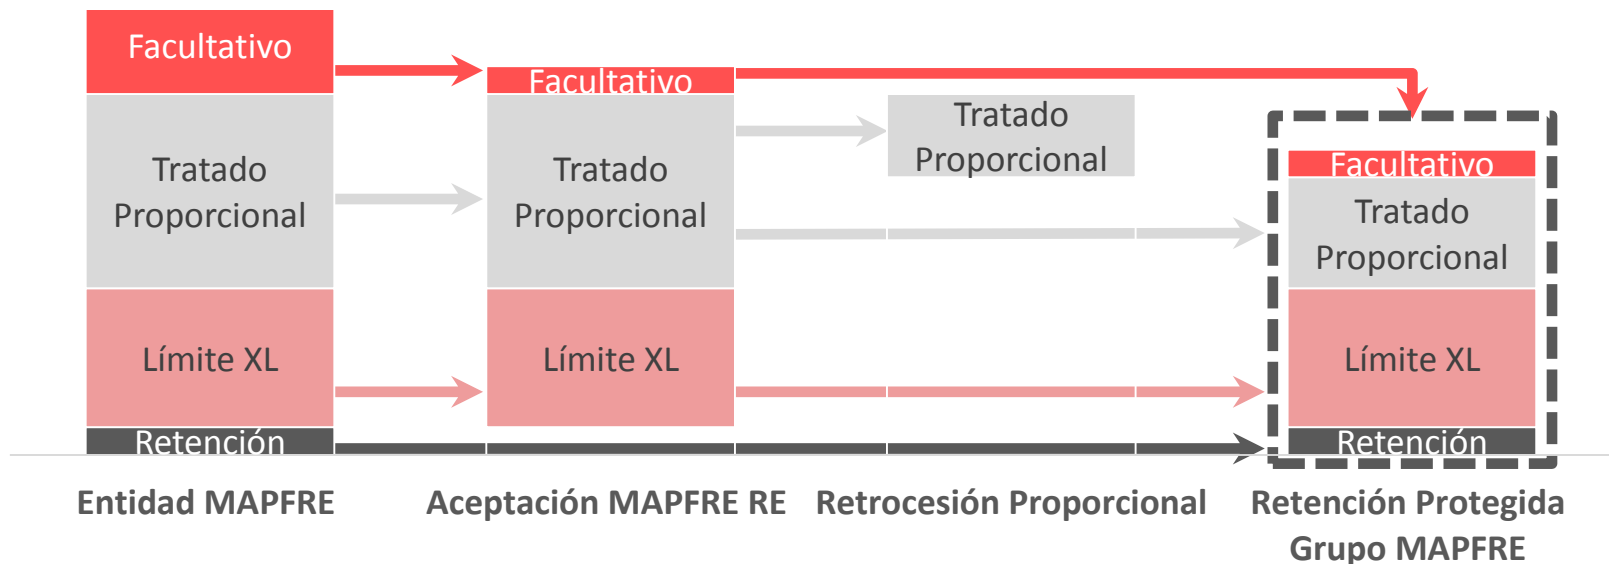 Facultativo
Tratado
Proporcional
Límite XL
Retención
Entidad MAPFRE
Facultativo
Tratado
Proporcional
Límite XL
Aceptación MAPFRE RE
Tratado
Proporcional
Retrocesión Proporcional
Facultativo
Tratado
Proporcional
Límite XL
Retención
Retención Protegida
Grupo MAPFRE